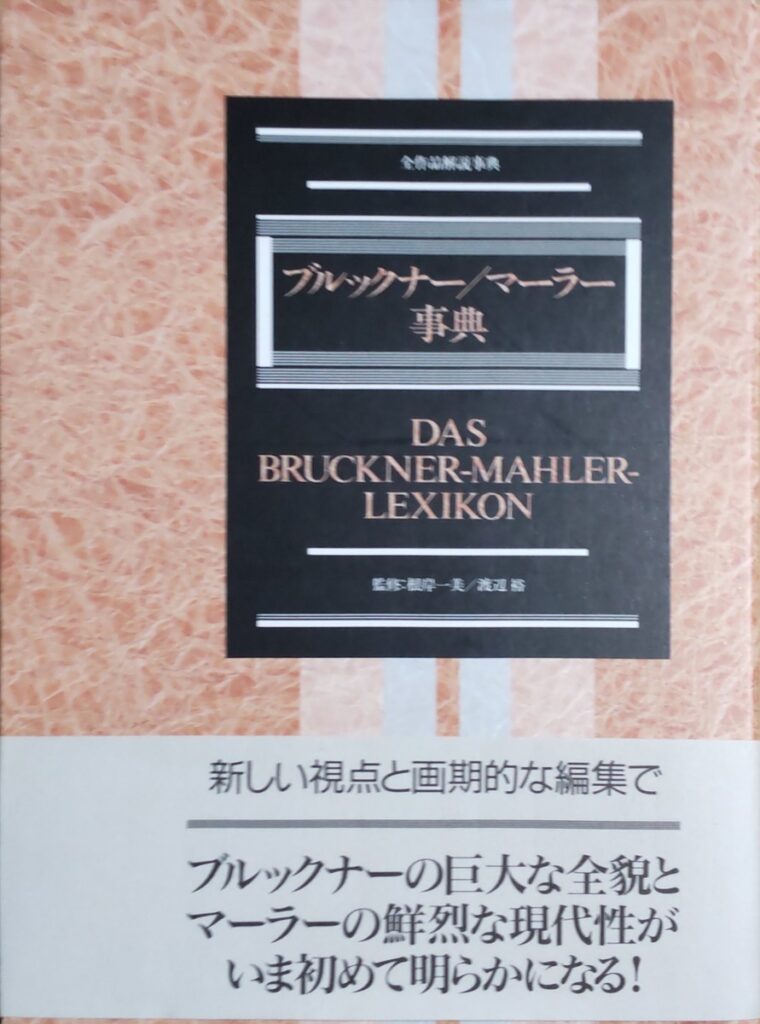 全作品解説事典
ブルックナー／マーラー
事典
DAS
BRUCKNER-MAHLER-
LEXIKON
監修:根岸一美／渡辺 裕
新しい視点と画期的な編集で
ブルックナーの巨大な全貌と
マーラーの鮮烈な現代性が
いま初めて明らかになる!